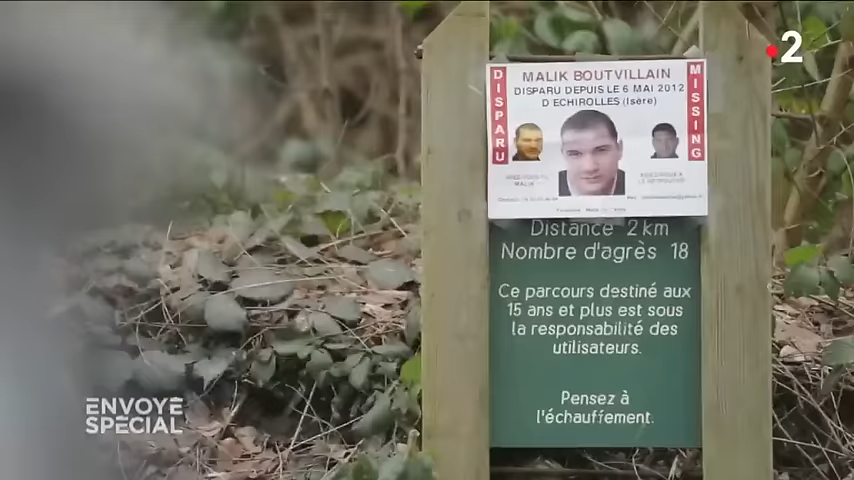 2
MALIK BOUTVILLAIN
DISPARU DEPUIS LE 6 MAI 2012
D'ECHIROLLES (Isère)
DISPARU
MISSING
Distance 2 km
Nombre d'agrès 18
Ce parcours destiné aux
15 ans et plus est sous
la responsabilité des
utilisateurs.
Pensez à
l'échauffement.
ENVOYÉ
SPÉCIAL